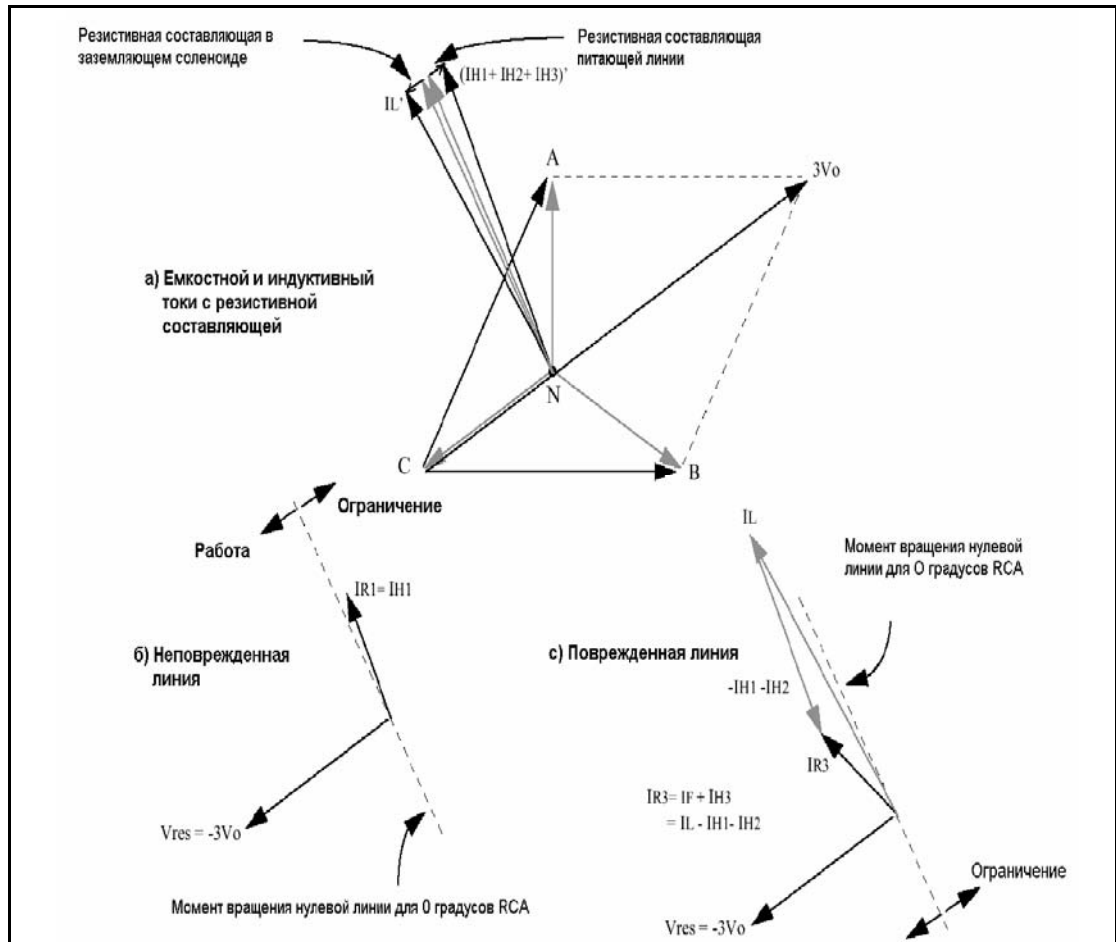 Резистивная составляющая в
заземляющем соленоиде
Резистивная составляющая
питающей линии
(IH1+ IH2+ IH3)'
IL'
A
3Vo
а) Емкостной и индуктивный
токи с резистивной
составляющей
N
C
B
Ограничение
Работа
IR1= IH1
б) Неповрежденная
линия
Vres = -3Vo
Момент вращения нулевой линии для 0 градусов RCA
IL
Момент вращения нулевой
линии для О градусов RCA
с) Поврежденная линия
-IH1 -IH2
IR3
IR3= IF + IH3
= IL - IH1- IH2
Ограничение
Vres = -3Vo